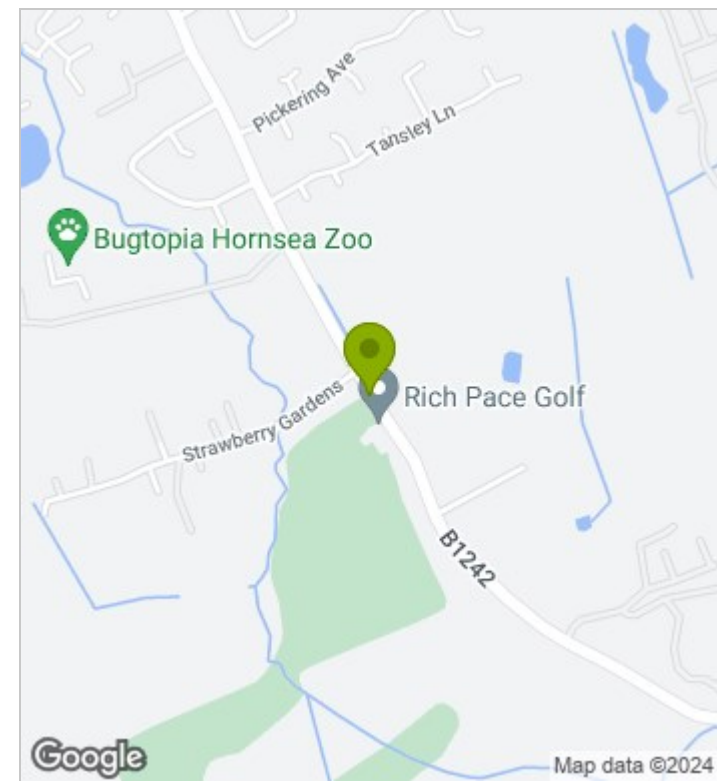 Pickering Ave
Tansley Ln
Bugtopia Hornsea Zoo
Rich Pace Golf
Strawberry Gardens
B1242
Google
Map data ©2024